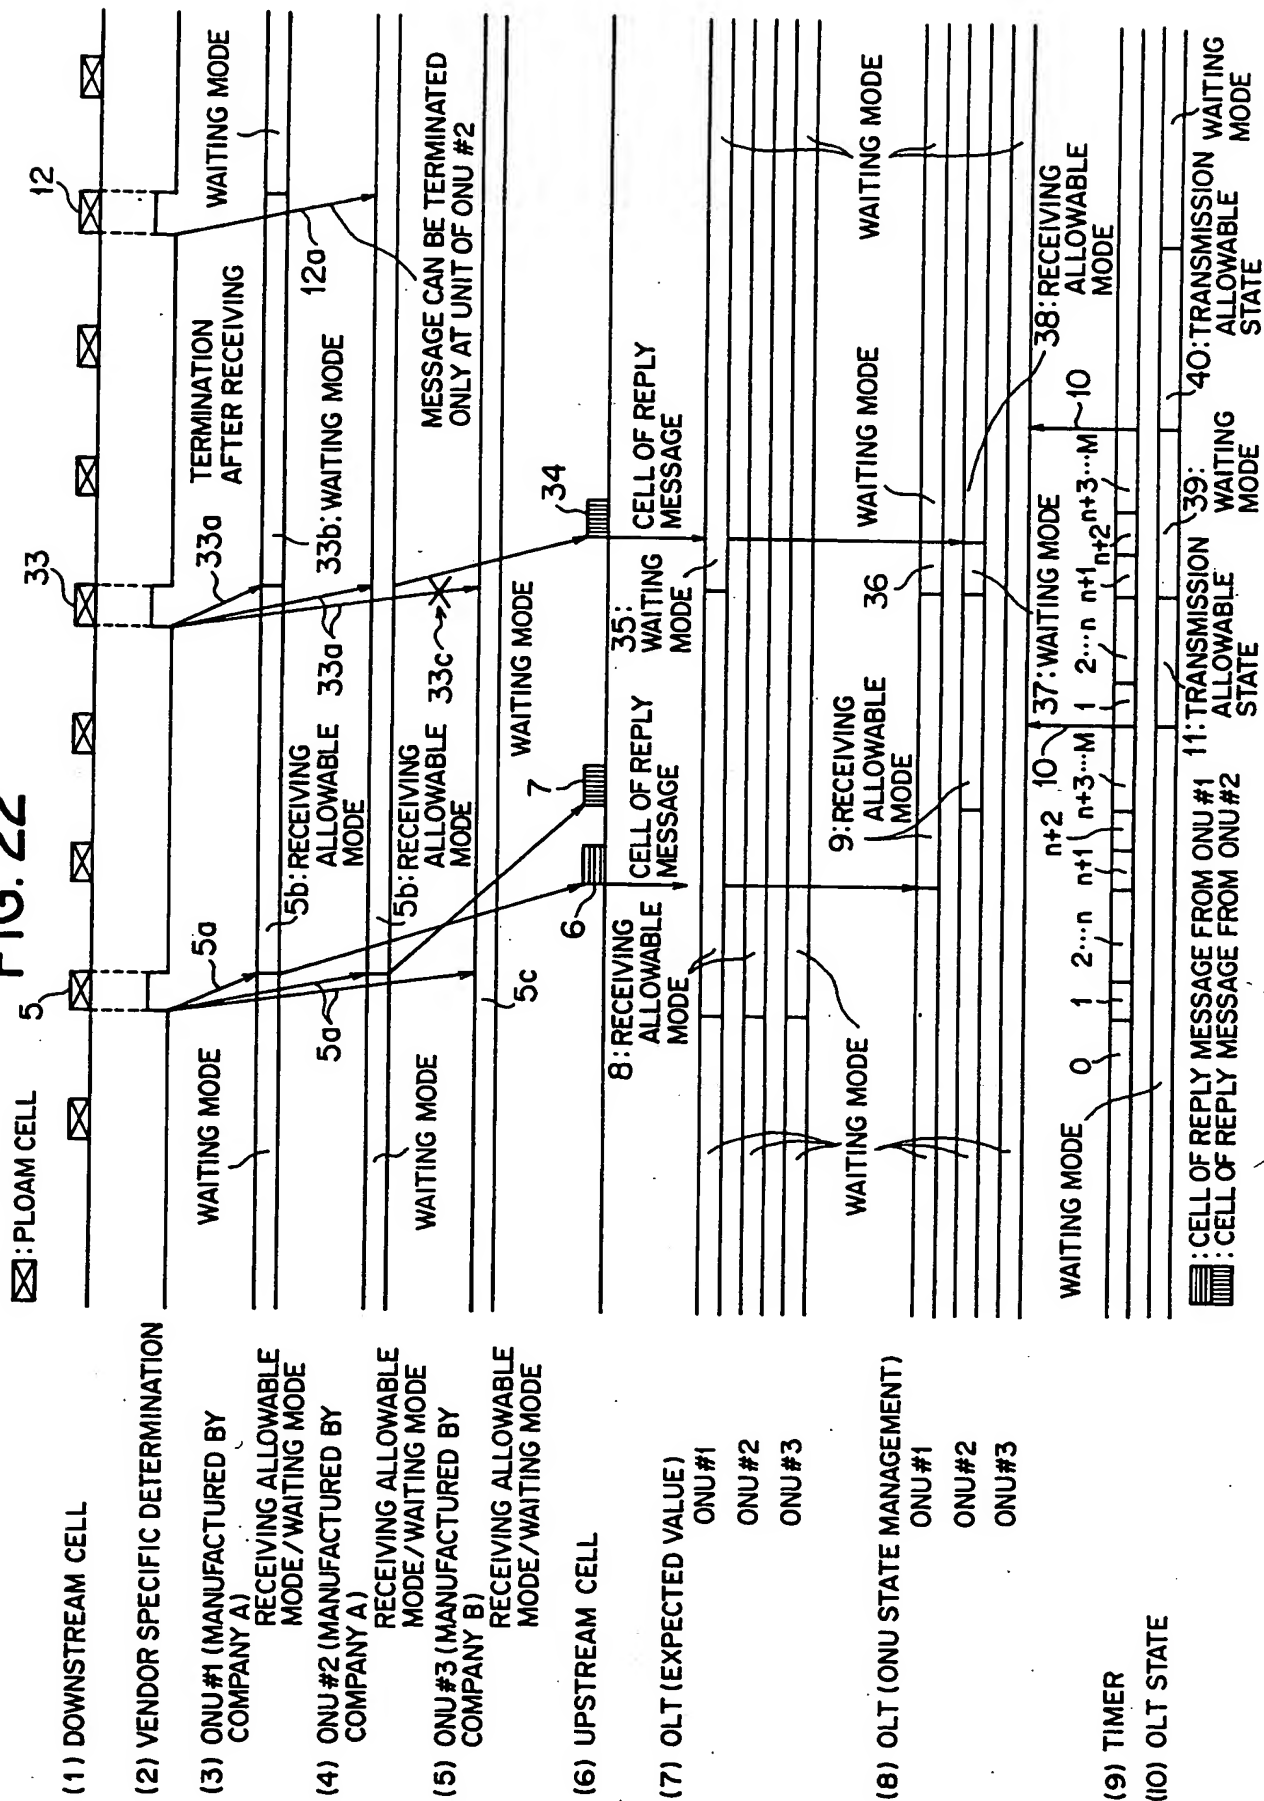 FIG. 22
:PLOAM CELL
5
33
12
(1) DOWNSTREAM CELL
(2) VENDOR SPECIFIC DETERMINATION
(3) ONU#1 (MANUFACTURED BY
COMPANY A)
RECEIVING ALLOWABLE
MODE/WAITING MODE
WAITING MODE
5a
5b:RECEIVING
ALLOWABLE
MODE
33a
TERMINATION
AFTER RECEIVING
33b:WAITING MODE
WAITING MODE
(4) ONU#2 (MANUFACTURED BY
COMPANY A)
RECEIVING ALLOWABLE
MODE/WAITING MODE
5a
33a
12a
5b:RECEIVING
ALLOWABLE
MODE
MESSAGE CAN BE TERMINATED
ONLY AT UNIT OF ONU #2
(5) ONU#3 (MANUFACTURED BY
COMPANY B)
RECEIVING ALLOWABLE
MODE/WAITING MODE
WAITING MODE
5c
33c
WAITING MODE
(6) UPSTREAM CELL
6
7
34
CELL OF REPLY
MESSAGE
CELL OF REPLY
MESSAGE
(7) OLT (EXPECTED VALUE)
ONU#1
ONU#2
ONU#3
8:RECEIVING
ALLOWABLE
MODE
35:
WAITING
MODE
WAITING MODE
WAITING MODE
(8) OLT (ONU STATE MANAGEMENT)
ONU#1
ONU#2
ONU#3
9:RECEIVING
ALLOWABLE
MODE
36
WAITING MODE
37:WAITING MODE
38:RECEIVING
ALLOWABLE
MODE
(9) TIMER
0
1
2···n
n+1
n+2
n+3···M
10
1
2···n
n+1
n+2
n+3···M
10
(10) OLT STATE
WAITING MODE
11:TRANSMISSION
ALLOWABLE
STATE
39:
WAITING
MODE
40:TRANSMISSION
ALLOWABLE
STATE
WAITING
MODE
:CELL OF REPLY MESSAGE FROM ONU #1
:CELL OF REPLY MESSAGE FROM ONU #2